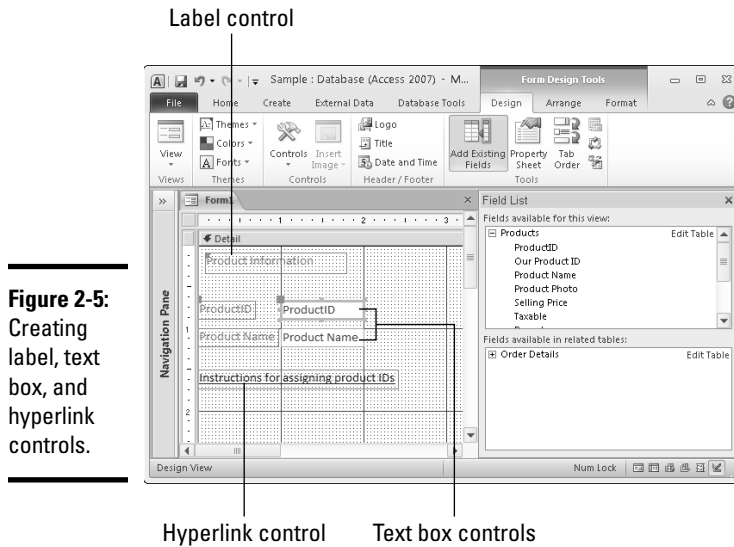 Label control
Sample : Database (Access 2007) - M...
Form Design Tools
File
Home
Create
External Data
Database Tools
Design
Arrange
Format
View
Views
Themes
Colors
Fonts
Themes
Controls
Insert Image
Controls
Logo
Title
Date and Time
Header / Footer
Add Existing Fields
Property Sheet
Tab Order
Tools
Form1
1 2 3
Detail
Product Information
ProductID
ProductID
Product Name
Product Name
Instructions for assigning product IDs
1
2
Navigation Pane
Field List
Fields available for this view:
Products
Edit Table
ProductID
Our Product ID
Product Name
Product Photo
Selling Price
Taxable
Fields available in related tables:
Order Details
Edit Table
Design View
Num Lock
Figure 2-5:
Creating
label, text
box, and
hyperlink
controls.
Hyperlink control
Text box controls